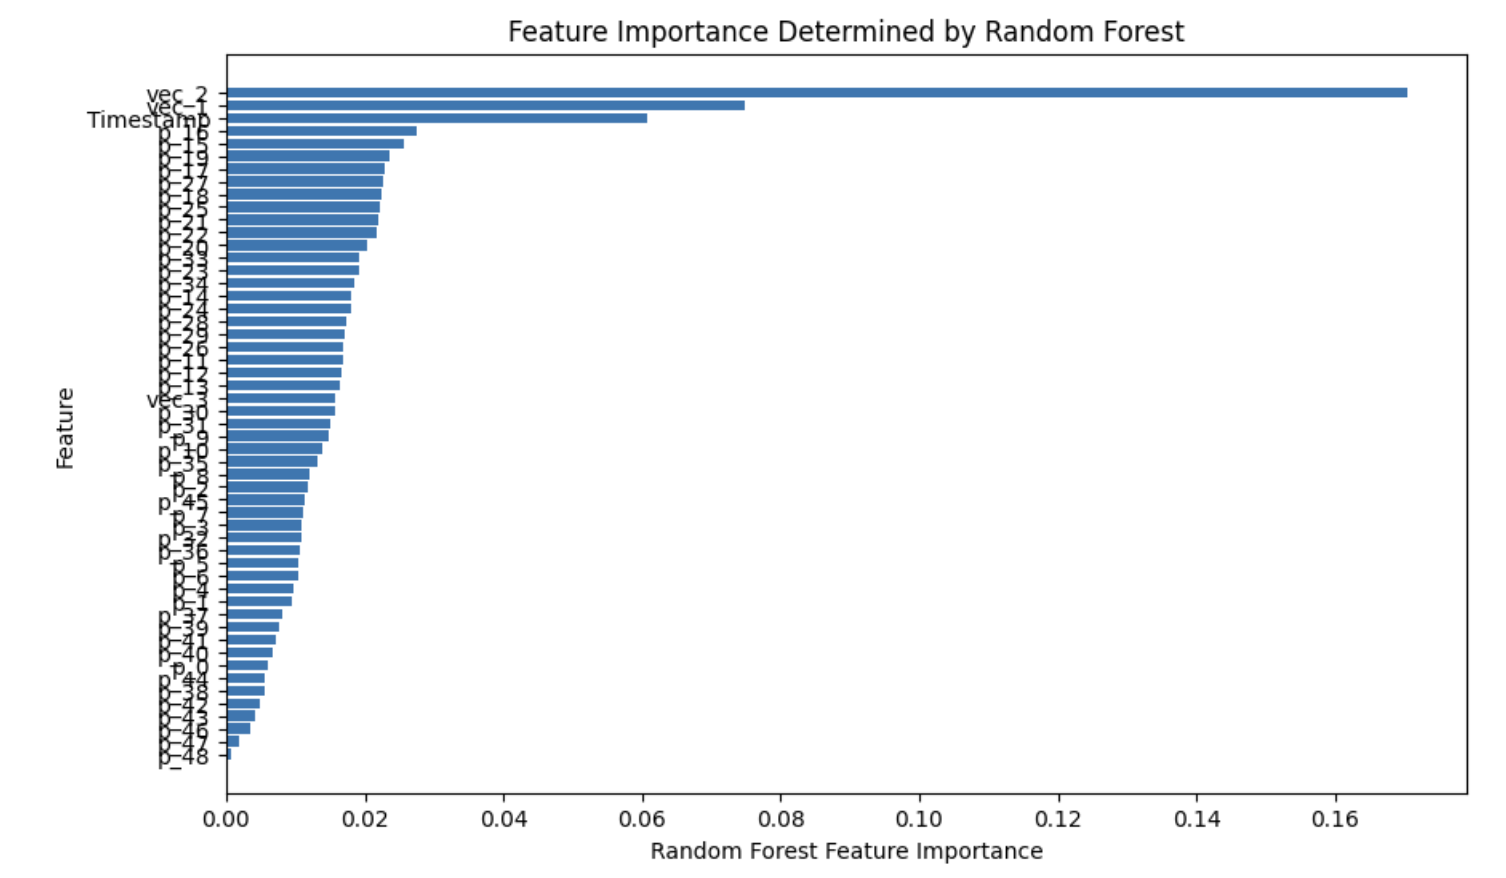 Feature Importance Determined by Random Forest
vec_2
vec_1
Timestamp
p_16
p_15
p_19
p_17
p_27
p_18
p_25
p_21
p_22
p_20
p_33
p_23
p_34
p_14
p_24
p_28
p_29
p_26
p_11
p_12
p_13
vec_3
p_30
p_31
p_9
p_10
p_35
p_8
p_2
p_45
p_7
p_3
p_32
p_36
p_5
p_6
p_4
p_1
p_37
p_39
p_41
p_40
p_0
p_44
p_38
p_42
p_43
p_46
p_47
p_48
Feature
0.00 0.02 0.04 0.06 0.08 0.10 0.12 0.14 0.16
Random Forest Feature Importance